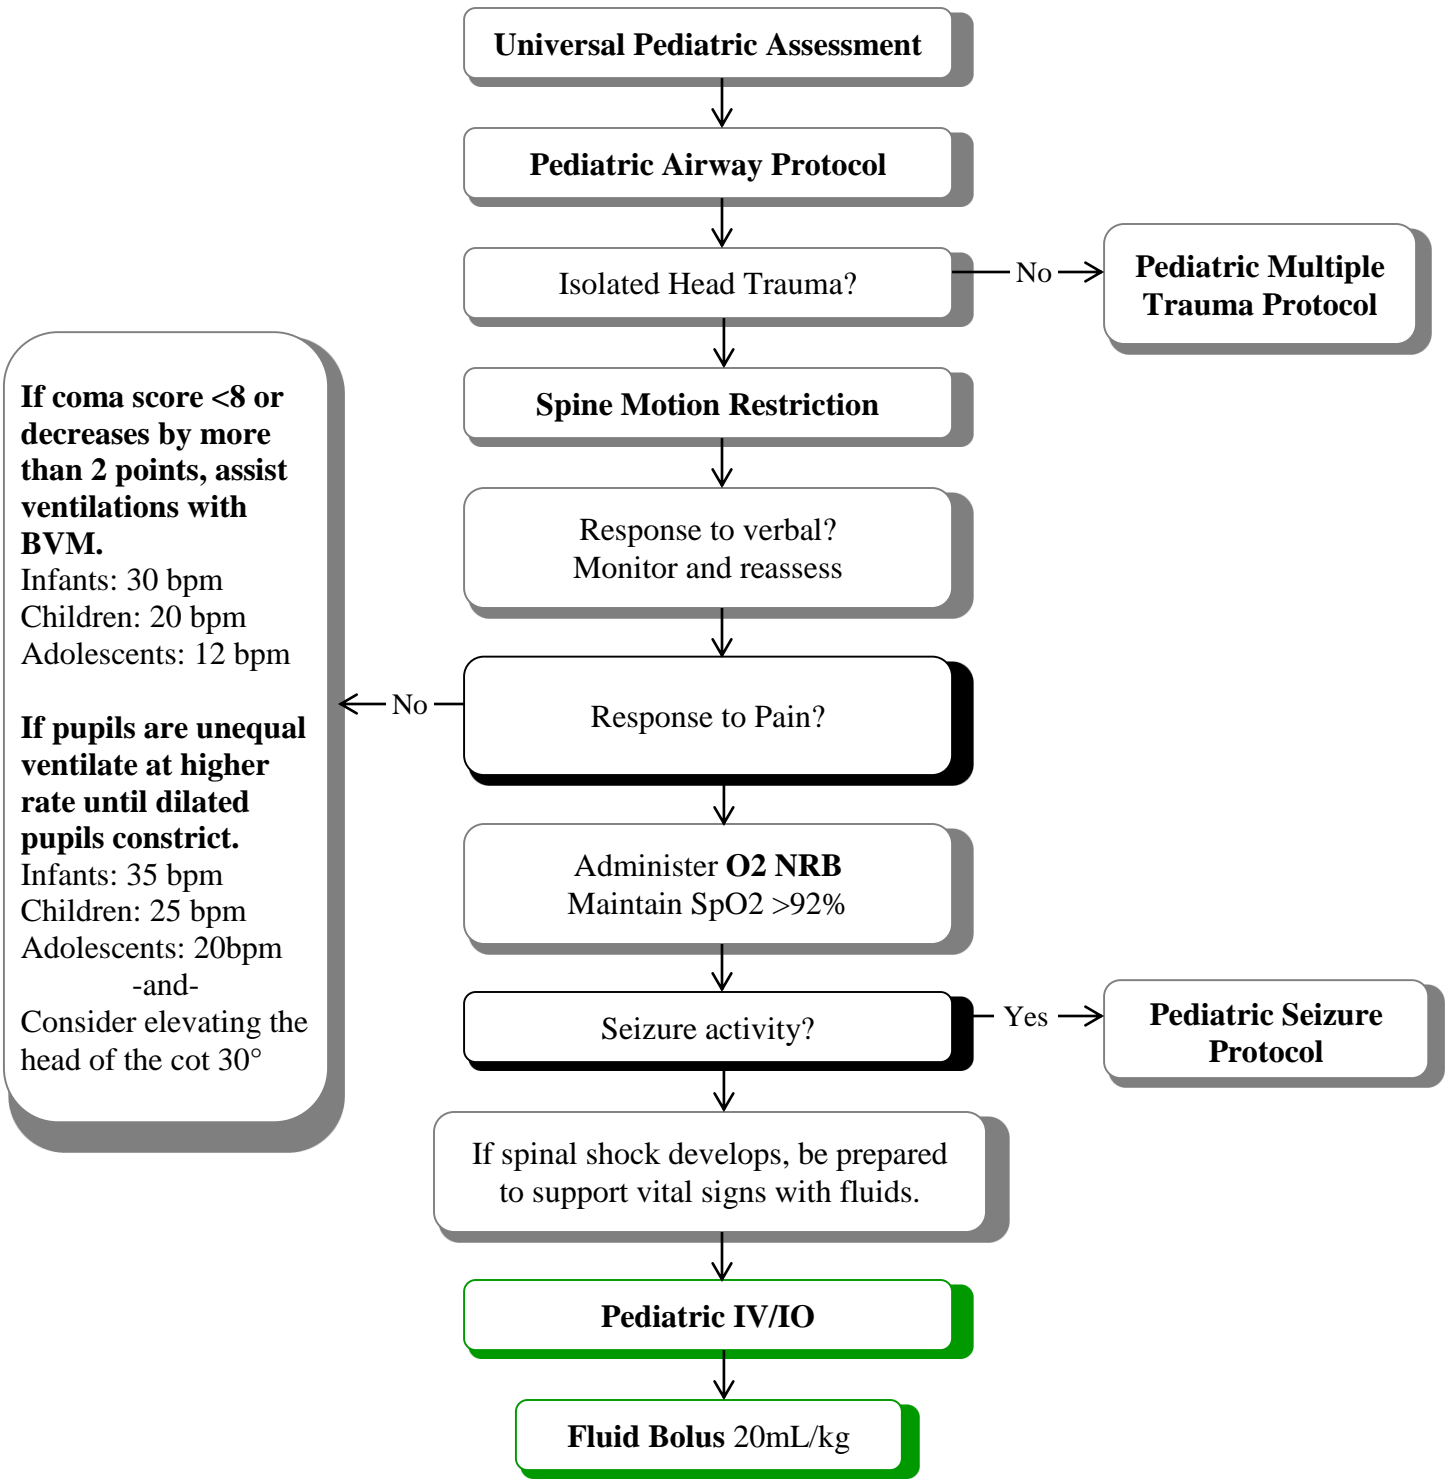 Universal Pediatric Assessment
Pediatric Airway Protocol
Isolated Head Trauma?
No
Pediatric Multiple
Trauma Protocol
Spine Motion Restriction
Response to verbal?
Monitor and reassess
Response to Pain?
No
If coma score <8 or
decreases by more
than 2 points, assist
ventilations with
BVM.
Infants: 30 bpm
Children: 20 bpm
Adolescents: 12 bpm
If pupils are unequal
ventilate at higher
rate until dilated
pupils constrict.
Infants: 35 bpm
Children: 25 bpm
Adolescents: 20bpm
-and-
Consider elevating the
head of the cot 30°
Administer O2 NRB
Maintain SpO2 >92%
Seizure activity?
Yes
Pediatric Seizure
Protocol
If spinal shock develops, be prepared
to support vital signs with fluids.
Pediatric IV/IO
Fluid Bolus 20mL/kg